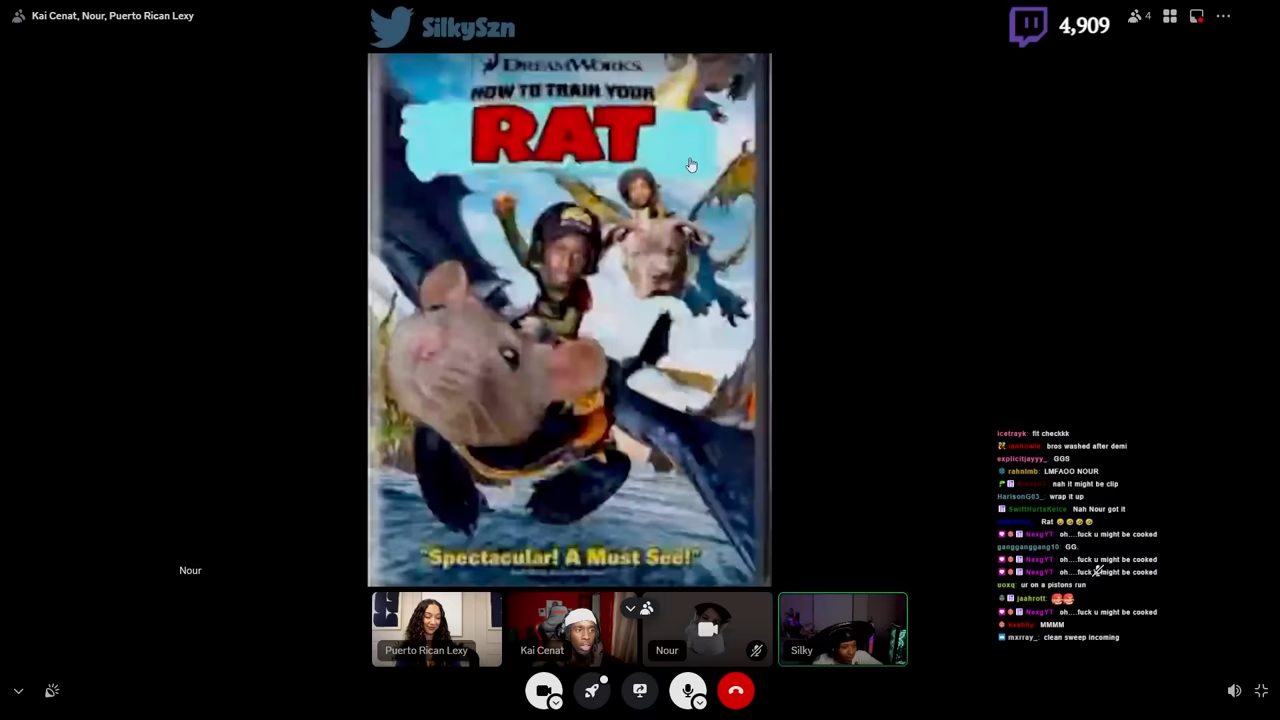 Kai Cenat, Nour, Puerto Rican Lexy
SilkySzn
4,909
4
DREAMWORKS
HOW TO TRAIN YOUR
RAT
"Spectacular! A Must See!"
icetrayk: fit checkkk
bros washed after demi
explicitjayyy_ GGS
rahnlmb: LMFAOO NOUR
nah it might be clip
HarisonG03_: wrap it up
SwiftHurtsKelce Nah Nour got it
Rat
NexgYT oh....fuck u might be cooked
gangganggang10: GG.
NexgYT oh....fuck u might be cooked
NexgYT oh....fuck u might be cooked
uoxq: ur on a pistons run
jaahrott:
NexgYT oh....fuck u might be cooked
MMMM
mxrray_: clean sweep incoming
Nour
Puerto Rican Lexy
Kai Cenat
Nour
Silky